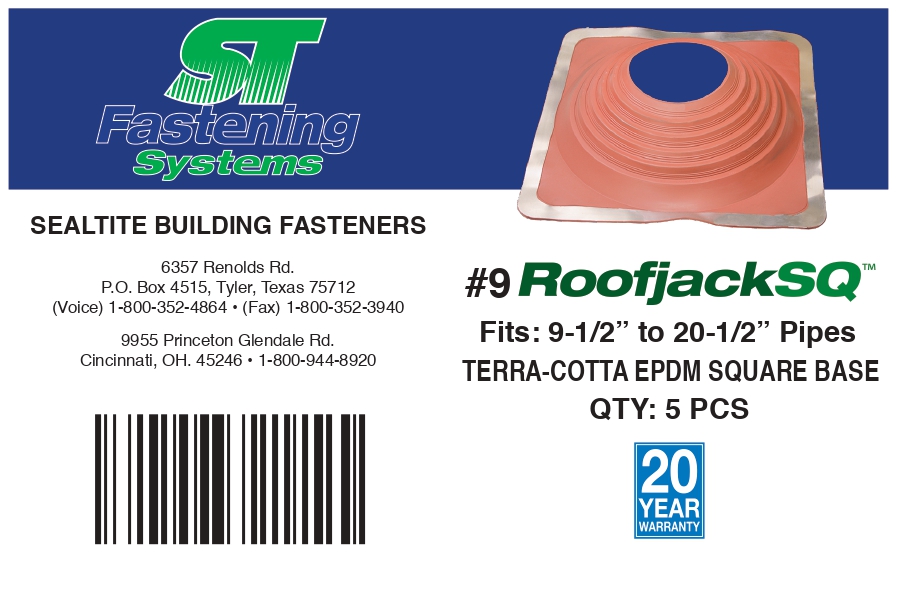 ST
Fastening
Systems
SEALTITE BUILDING FASTENERS
6357 Renolds Rd.
P.O. Box 4515, Tyler, Texas 75712
(Voice) 1-800-352-4864 • (Fax) 1-800-352-3940
9955 Princeton Glendale Rd.
Cincinnati, OH. 45246 • 1-800-944-8920
#9 RoofjackSQ™
Fits: 9-1/2” to 20-1/2” Pipes
TERRA-COTTA EPDM SQUARE BASE
QTY: 5 PCS
20
YEAR
WARRANTY